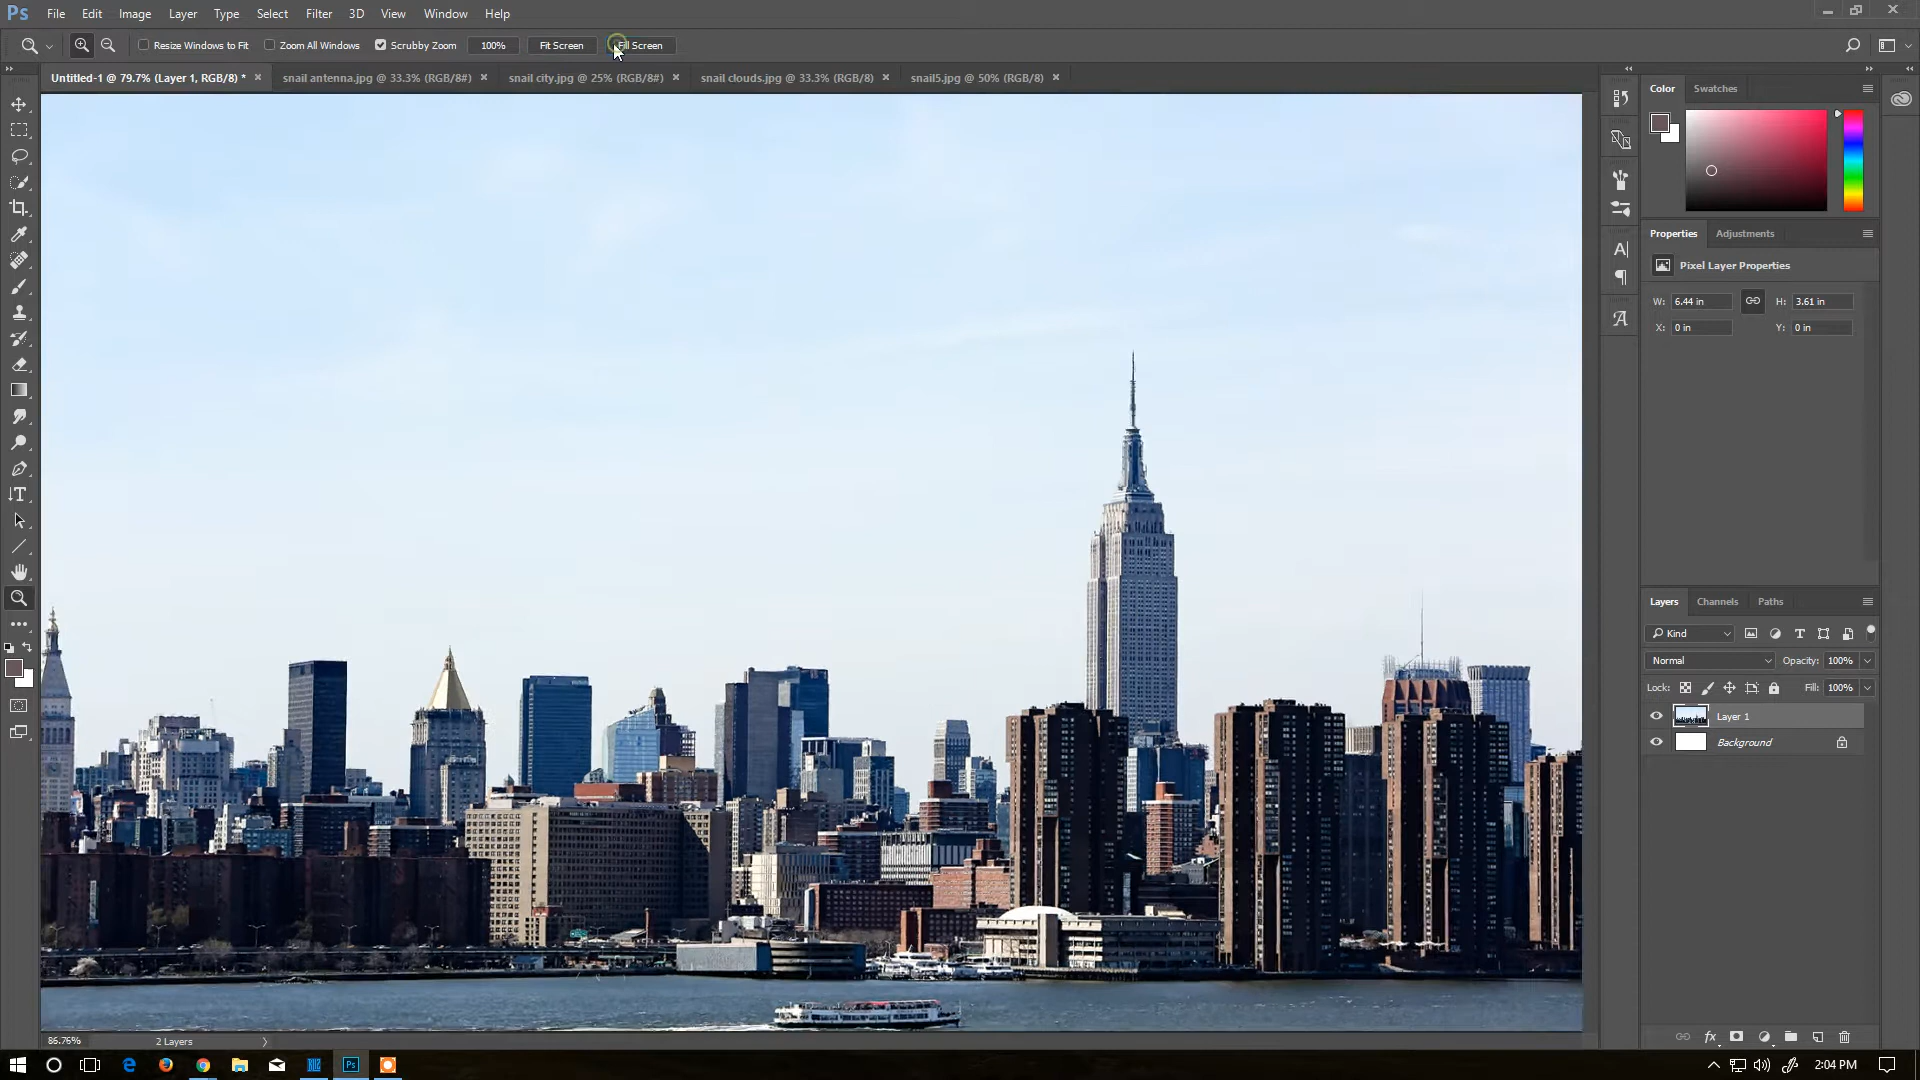 Ps File Edit Image Layer Type Select Filter 3D View Window Help
Resize Windows to Fit Zoom All Windows Scrubby Zoom 100% Fit Screen Fill Screen
Untitled-1 @ 79.7% (Layer 1, RGB/8) * snail antenna.jpg @ 33.3% (RGB/8#) snail city.jpg @ 25% (RGB/8#) snail clouds.jpg @ 33.3% (RGB/8) snail5.jpg @ 50% (RGB/8)
Color Swatches
Properties Adjustments
Pixel Layer Properties
W: 6.44 in H: 3.61 in
X: 0 in Y: 0 in
Layers Channels Paths
Kind
Normal Opacity: 100%
Lock: Fill: 100%
Layer 1
Background
86.76% 2 Layers
2:04 PM